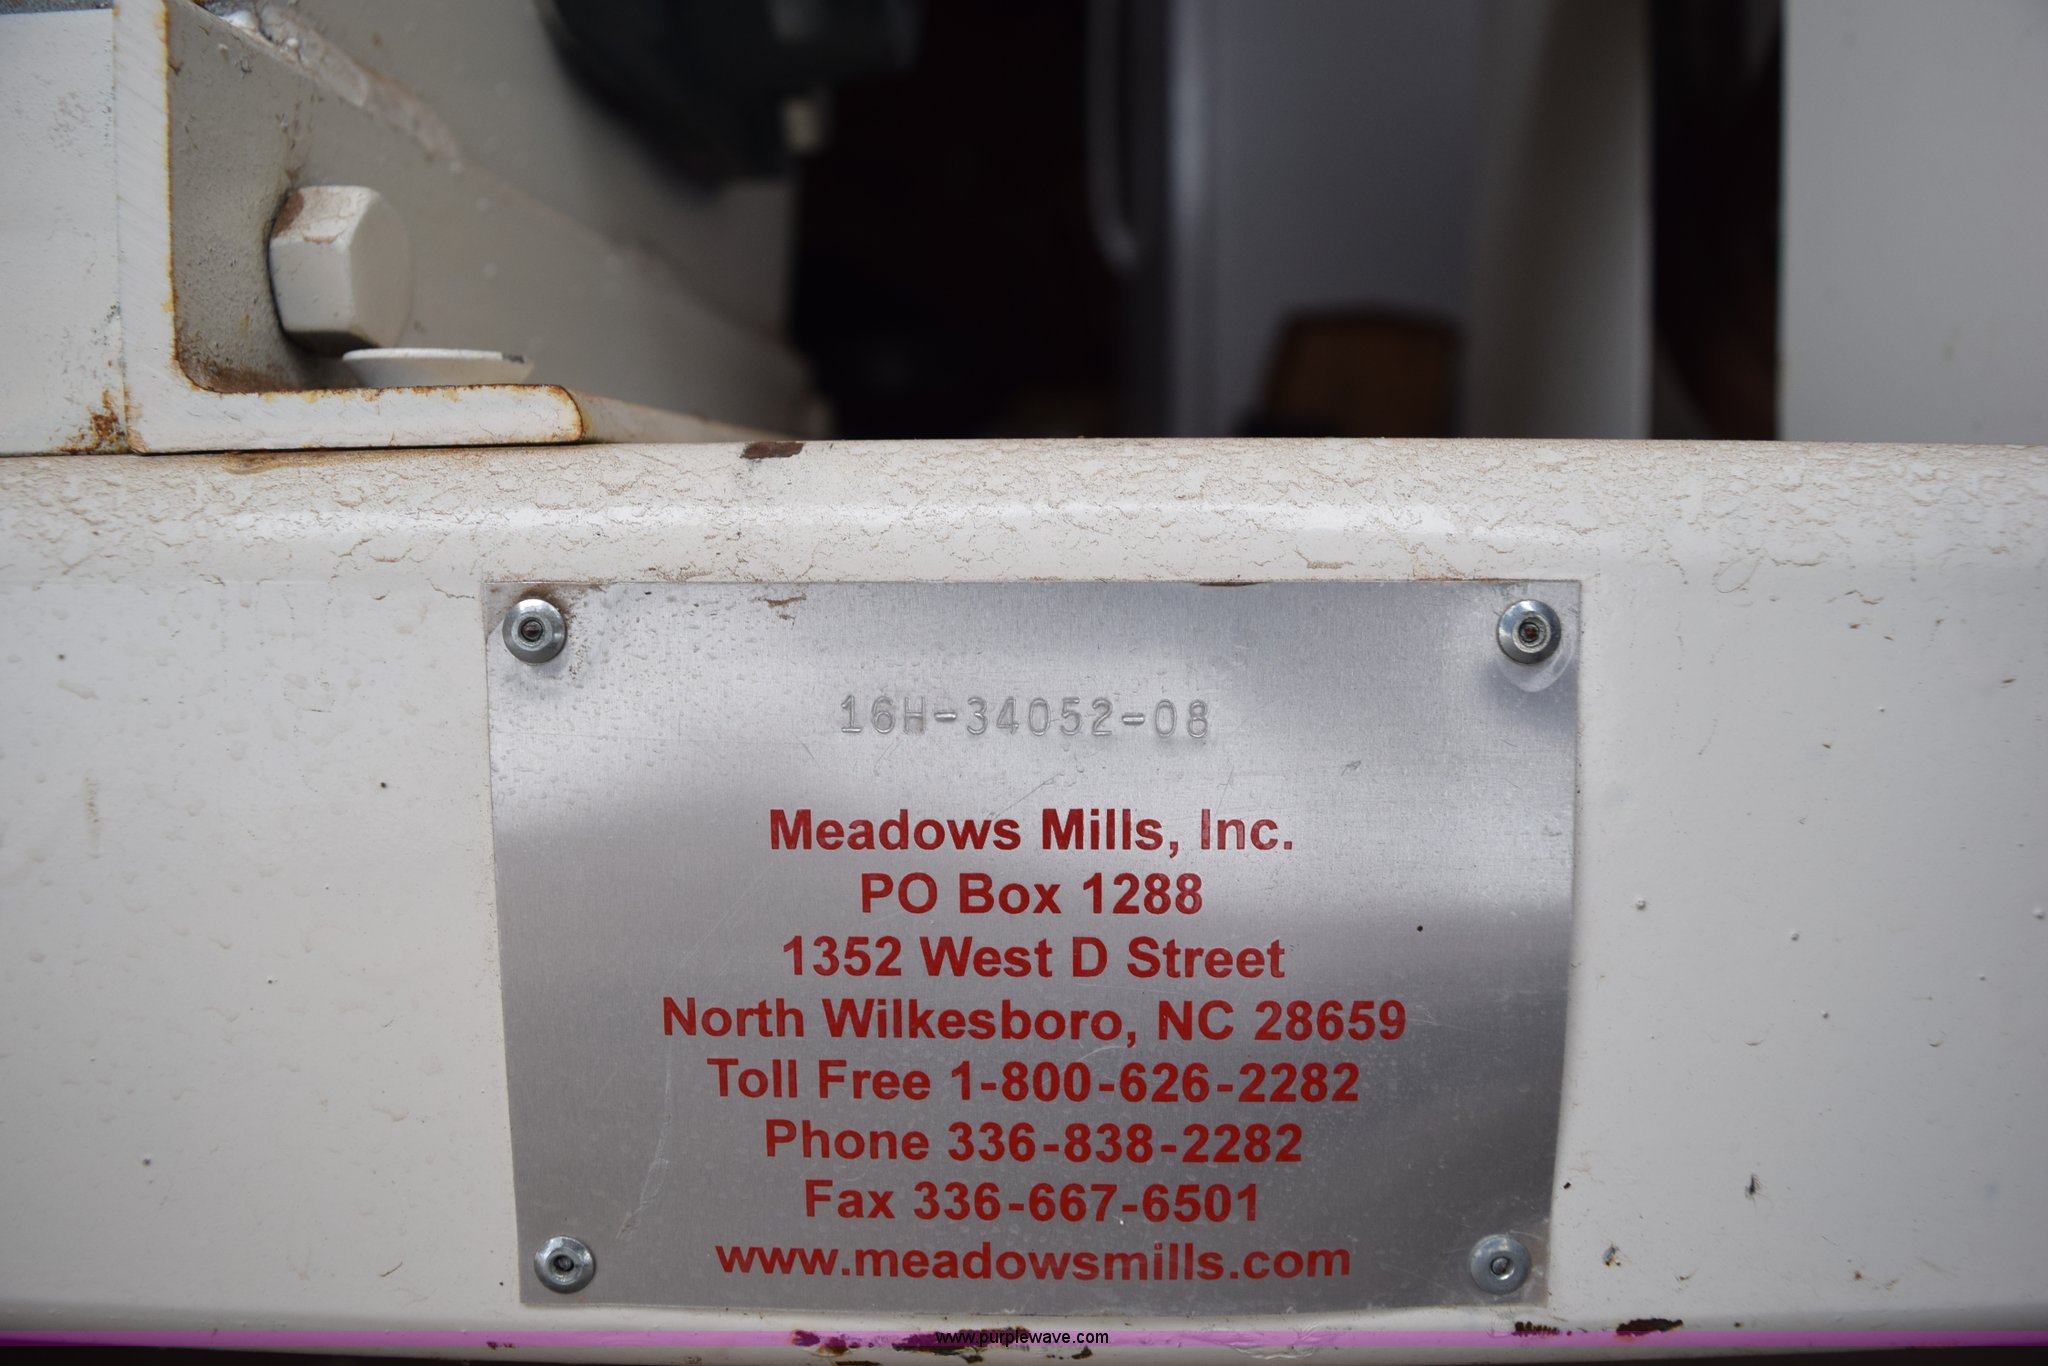 16H-34052-08
Meadows Mills, Inc.
PO Box 1288
1352 West D Street
North Wilkesboro, NC 28659
Toll Free 1-800-626-2282
Phone 336-838-2282
Fax 336-667-6501
www.meadowsmills.com
www.purplewave.com